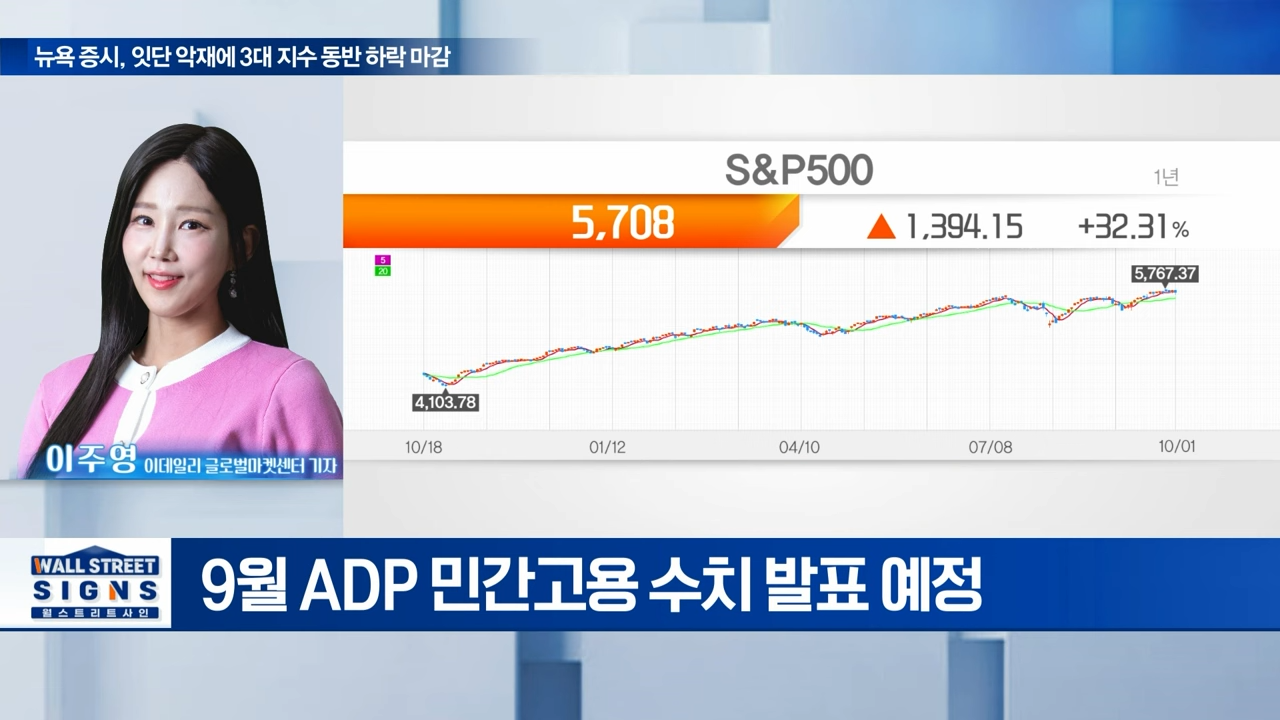 뉴욕 증시, 잇단 악재에 3대 지수 동반 하락 마감
S&P500
1년
5,708
▲ 1,394.15 +32.31%
5
20
5,767.37
4,103.78
10/18 01/12 04/10 07/08 10/01
이주영 이데일리 글로벌마켓센터 기자
WALL STREET
SIGNS
월스트리트사인
9월 ADP 민간고용 수치 발표 예정